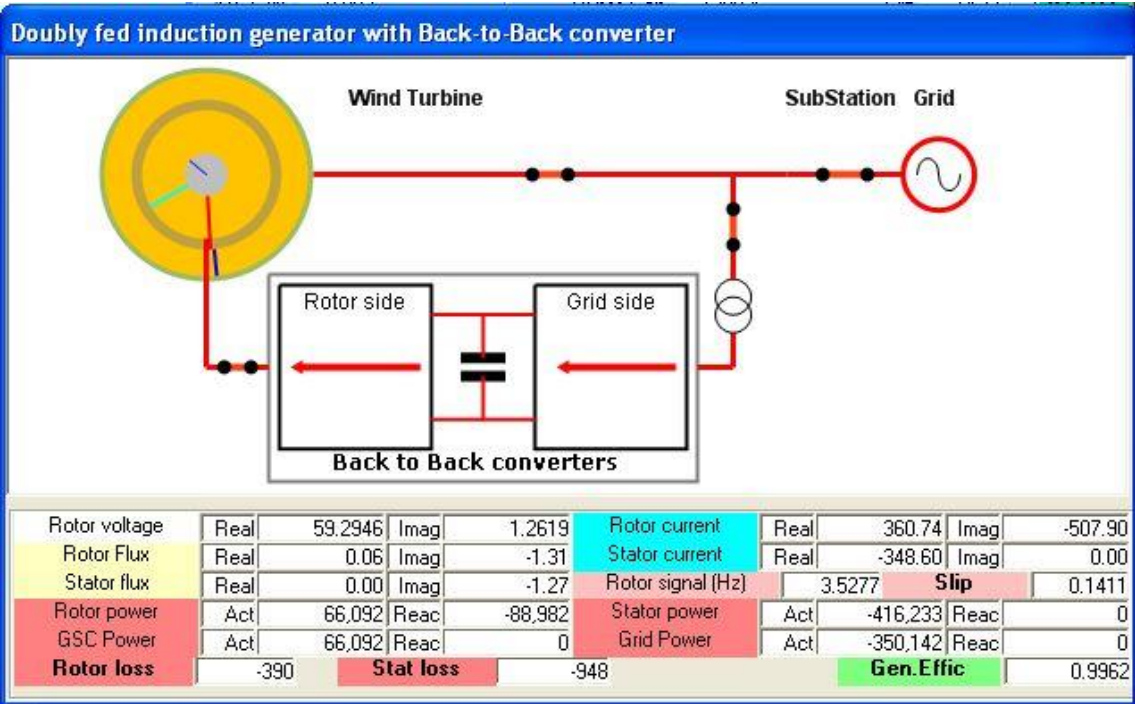 Doubly fed induction generator with Back-to-Back converter
Wind Turbine SubStation Grid
Rotor side Grid side
Back to Back converters
Rotor voltage Real 59.2946 Imag 1.2619 Rotor current Real 360.74 Imag -507.90
Rotor Flux Real 0.06 Imag -1.31 Stator current Real -348.60 Imag 0.00
Stator flux Real 0.00 Imag -1.27 Rotor signal (Hz) 3.5277 Slip 0.1411
Rotor power Act 66,092 Reac -88,982 Stator power Act -416,233 Reac 0
GSC Power Act 66,092 Reac 0 Grid Power Act -350,142 Reac 0
Rotor loss -390 Stat loss -948 Gen.Effic 0.9962